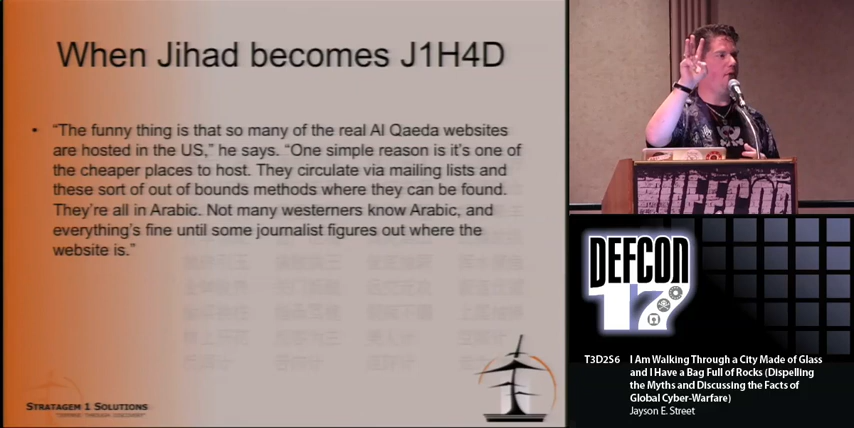 When Jihad becomes J1H4D
• “The funny thing is that so many of the real Al Qaeda websites
are hosted in the US,” he says. “One simple reason is it’s one of
the cheaper places to host. They circulate via mailing lists and
these sort of out of bounds methods where they can be found.
They’re all in Arabic. Not many westerners know Arabic, and
everything’s fine until some journalist figures out where the
website is.”
STRATAGEM 1 SOLUTIONS
DEFCON
DEFCON
17
T3D2S6 I Am Walking Through a City Made of Glass
and I Have a Bag Full of Rocks (Dispelling
the Myths and Discussing the Facts of
Global Cyber-Warfare)
Jayson E. Street